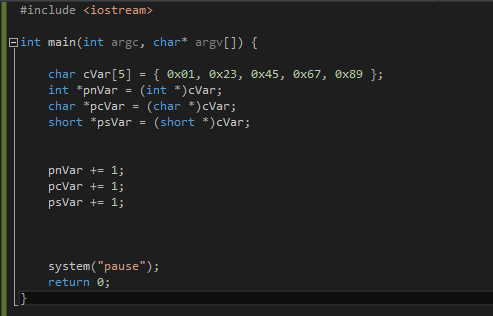 #include <iostream>
int main(int argc, char* argv[]) {
char cVar[5] = { 0x01, 0x23, 0x45, 0x67, 0x89 };
int *pnVar = (int *)cVar;
char *pcVar = (char *)cVar;
short *psVar = (short *)cVar;
pnVar += 1;
pcVar += 1;
psVar += 1;
system("pause");
return 0;
}